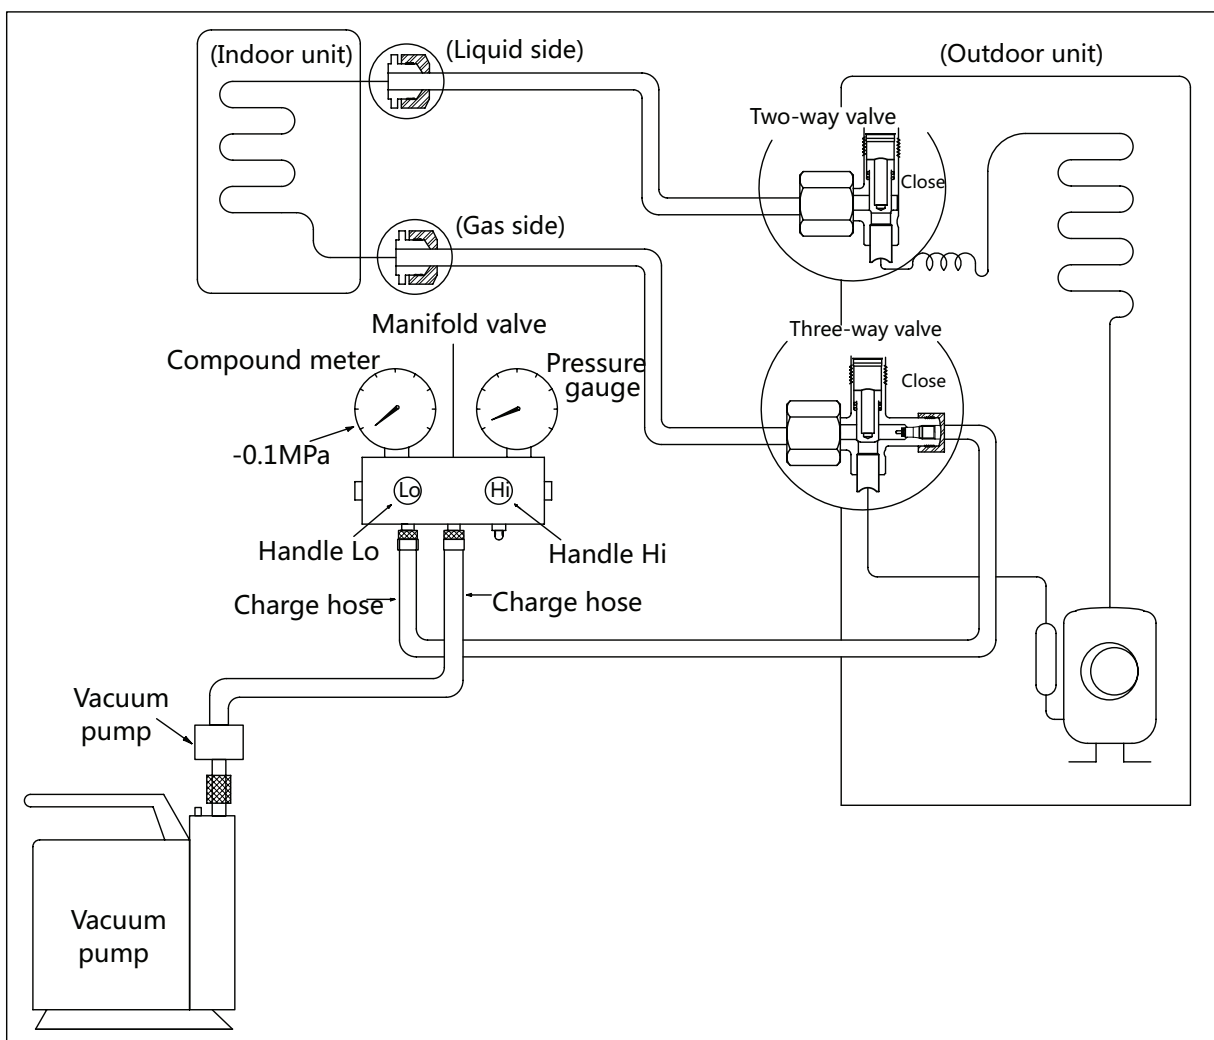 (Indoor unit)
(Liquid side)
(Outdoor unit)
Two-way valve
Close
(Gas side)
Manifold valve
Three-way valve
Compound meter
Pressure
gauge
Close
-0.1MPa
Lo
Hi
Handle Lo
Handle Hi
Charge hose
Charge hose
Vacuum
pump
Vacuum
pump